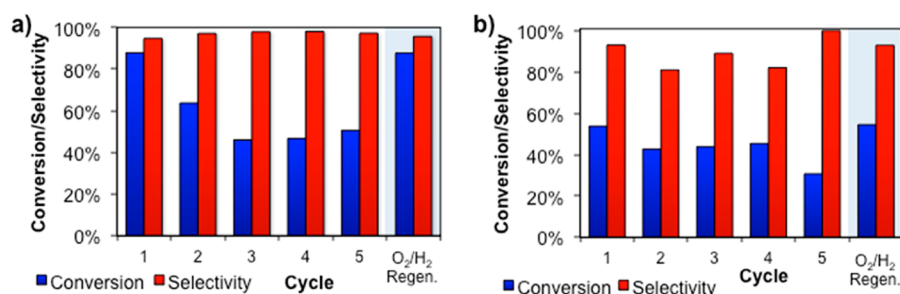 a)
Conversion/Selectivity
100%
80%
60%
40%
20%
0%
1 2 3 4 5 O₂/H₂
Regen.
Conversion Selectivity Cycle
b)
Conversion/Selectivity
100%
80%
60%
40%
20%
0%
1 2 3 4 5 O₂/H₂
Regen.
Cycle
Conversion Selectivity